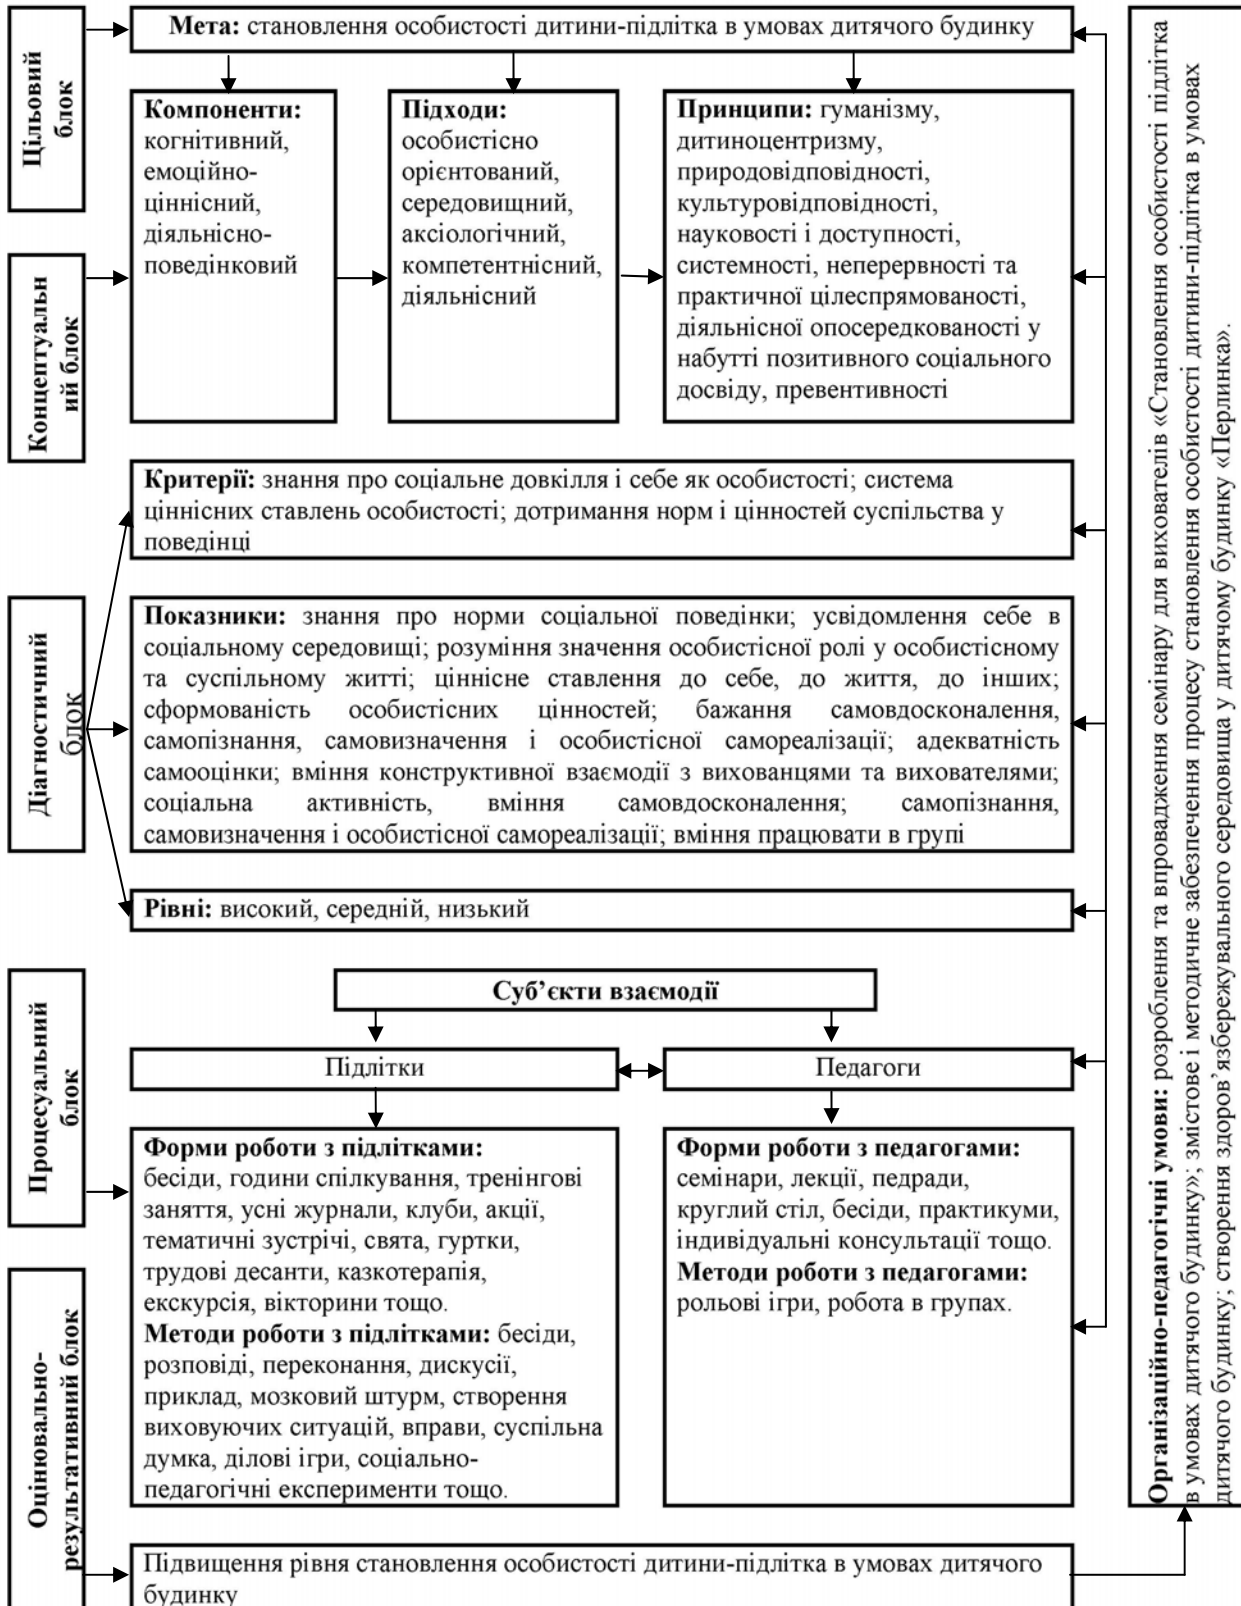 Цільовий
блок
Мета: становлення особистості дитини-підлітка в умовах дитячого будинку
Компоненти:
когнітивний,
емоційно-
ціннісний,
діяльнісно-
поведінковий
Підходи:
особистісно
орієнтований,
середовищний,
аксіологічний,
компетентнісний,
діяльнісний
Принципи: гуманізму,
дитиноцентризму,
природовідповідності,
культуровідповідності,
науковості і доступності,
системності, неперервності та
практичної цілеспрямованості,
діяльнісної опосередкованості у
набутті позитивного соціального
досвіду, превентивності
Концептуальн
ий блок
Критерії: знання про соціальне довкілля і себе як особистості; система
ціннісних ставлень особистості; дотримання норм і цінностей суспільства у
поведінці
Діагностичний
блок
Показники: знання про норми соціальної поведінки; усвідомлення себе в
соціальному середовищі; розуміння значення особистісної ролі у особистісному
та суспільному житті; ціннісне ставлення до себе, до життя, до інших;
сформованість особистісних цінностей; бажання самовдосконалення,
самопізнання, самовизначення і особистісної самореалізації; адекватність
самооцінки; вміння конструктивної взаємодії з вихованцями та вихователями;
соціальна активність, вміння самовдосконалення; самопізнання,
самовизначення і особистісної самореалізації; вміння працювати в групі
Рівні: високий, середній, низький
Процесуальний
блок
Суб’єкти взаємодії
Підлітки
Педагоги
Форми роботи з підлітками:
бесіди, години спілкування, тренінгові
заняття, усні журнали, клуби, акції,
тематичні зустрічі, свята, гуртки,
трудові десанти, казкотерапія,
екскурсія, вікторини тощо.
Методи роботи з підлітками: бесіди,
розповіді, переконання, дискусії,
приклад, мозковий штурм, створення
виховуючих ситуацій, вправи, суспільна
думка, ділові ігри, соціально-
педагогічні експерименти тощо.
Форми роботи з педагогами:
семінари, лекції, педради,
круглий стіл, бесіди, практикуми,
індивідуальні консультації тощо.
Методи роботи з педагогами:
рольові ігри, робота в групах.
Оцінювально-
результативний блок
Підвищення рівня становлення особистості дитини-підлітка в умовах дитячого
будинку
Організаційно-педагогічні умови: розроблення та впровадження семінару для вихователів «Становлення особистості підлітка
в умовах дитячого будинку»; змістове і методичне забезпечення процесу становлення особистості дитини-підлітка в умовах
дитячого будинку; створення здоров’язбережувального середовища у дитячому будинку «Перлинка».